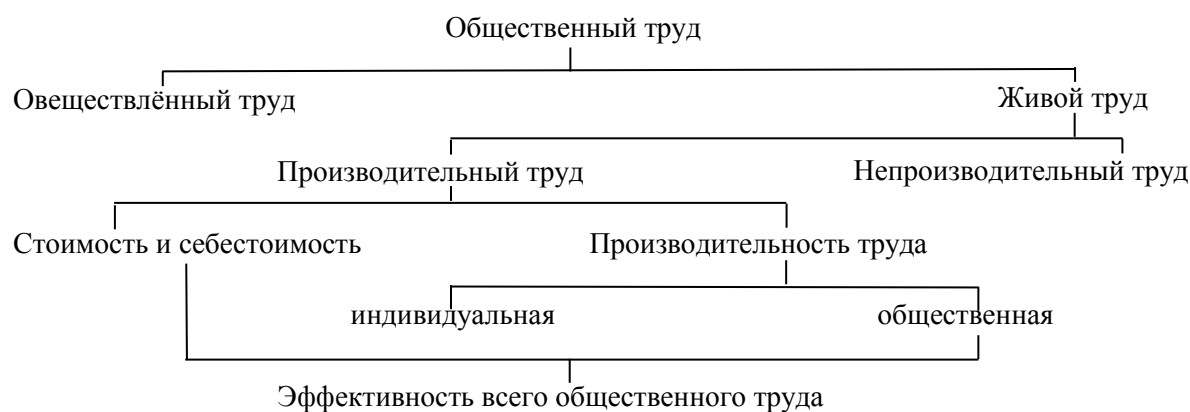 Общественный труд
Овеществлённый труд Живой труд
Производительный труд Непроизводительный труд
Стоимость и себестоимость Производительность труда
индивидуальная общественная
Эффективность всего общественного труда